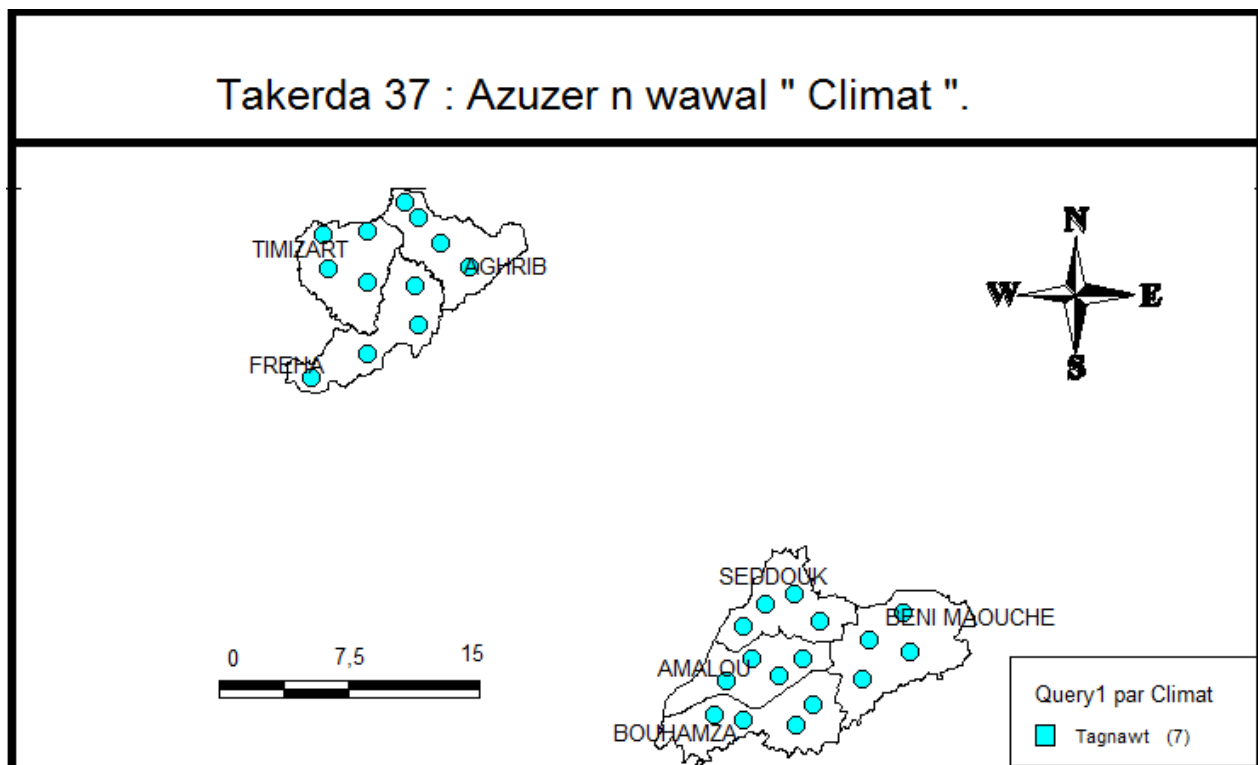 Takerda 37 : Azuzer n wawal " Climat ".
N
TIMIZART
AGHRIB
W E
FREHA
S
SEDDOUK
BENI MAOUCHE
0 7,5 15
AMALOU
Query1 par Climat
BOUHAMZA
Tagnawt (7)